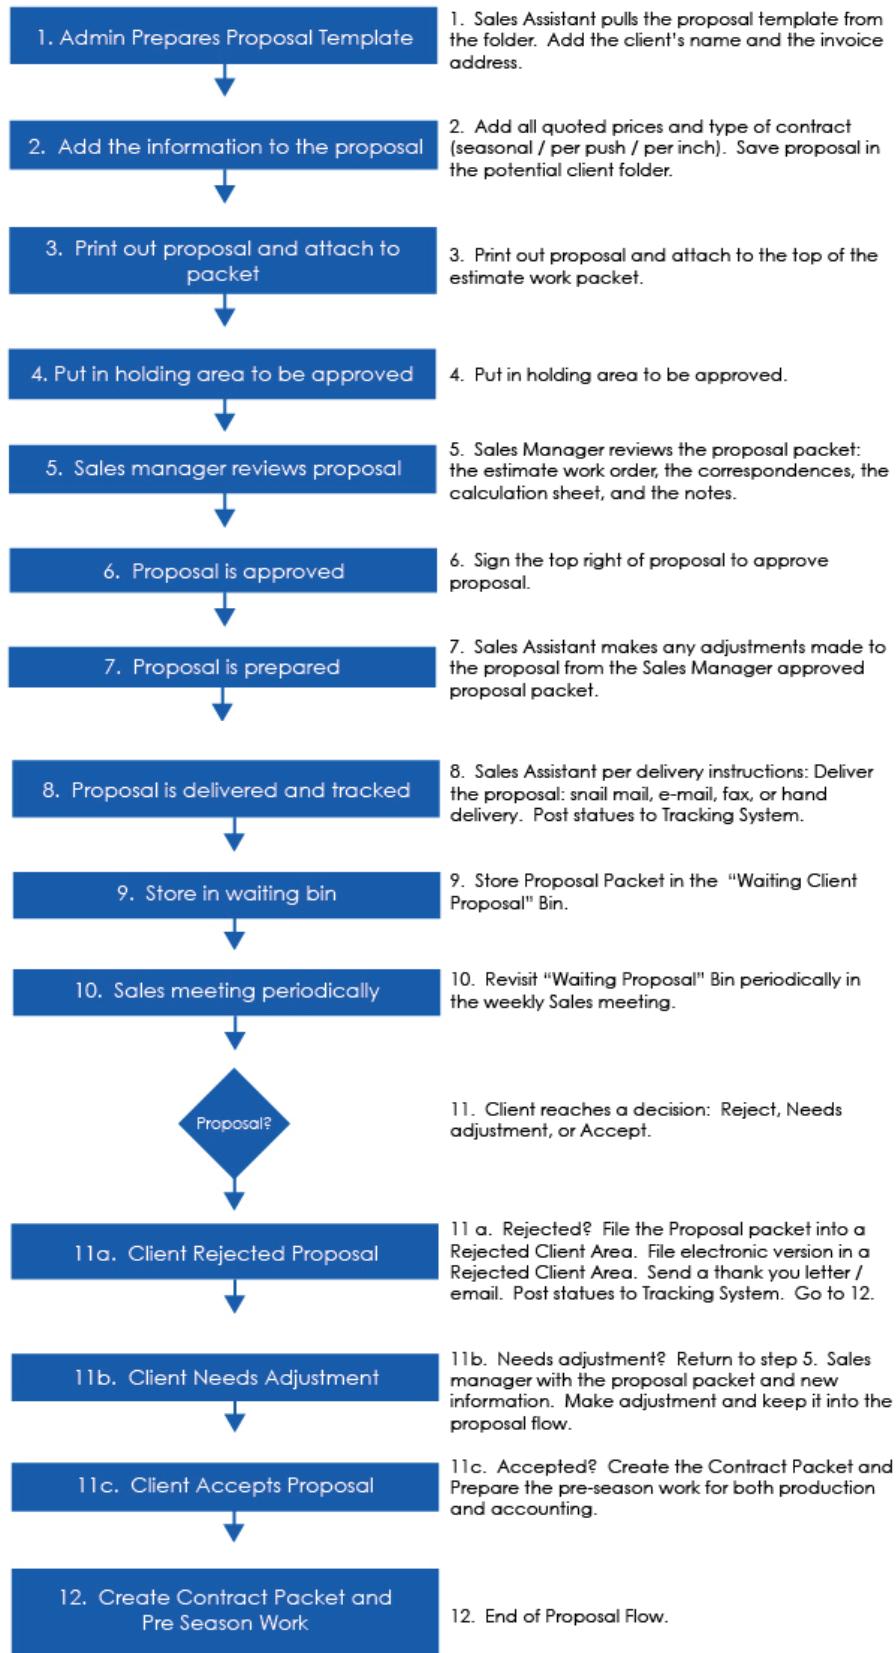 1. Admin Prepares Proposal Template
1. Sales Assistant pulls the proposal template from
the folder. Add the client's name and the invoice
address.
2. Add the information to the proposal
2. Add all quoted prices and type of contract
(seasonal / per push / per inch). Save proposal in
the potential client folder.
3. Print out proposal and attach to
packet
3. Print out proposal and attach to the top of the
estimate work packet.
4. Put in holding area to be approved
4. Put in holding area to be approved.
5. Sales manager reviews proposal
5. Sales Manager reviews the proposal packet:
the estimate work order, the correspondences, the
calculation sheet, and the notes.
6. Proposal is approved
6. Sign the top right of proposal to approve
proposal.
7. Proposal is prepared
7. Sales Assistant makes any adjustments made to
the proposal from the Sales Manager approved
proposal packet.
8. Proposal is delivered and tracked
8. Sales Assistant per delivery instructions: Deliver
the proposal: snail mail, e-mail, fax, or hand
delivery. Post statues to Tracking System.
9. Store in waiting bin
9. Store Proposal Packet in the “Waiting Client
Proposal” Bin.
10. Sales meeting periodically
10. Revisit “Waiting Proposal” Bin periodically in
the weekly Sales meeting.
Proposal?
11. Client reaches a decision: Reject, Needs
adjustment, or Accept.
11a. Client Rejected Proposal
11 a. Rejected? File the Proposal packet into a
Rejected Client Area. File electronic version in a
Rejected Client Area. Send a thank you letter /
email. Post statues to Tracking System. Go to 12.
11b. Client Needs Adjustment
11b. Needs adjustment? Return to step 5. Sales
manager with the proposal packet and new
information. Make adjustment and keep it into the
proposal flow.
11c. Client Accepts Proposal
11c. Accepted? Create the Contract Packet and
Prepare the pre-season work for both production
and accounting.
12. Create Contract Packet and
Pre Season Work
12. End of Proposal Flow.